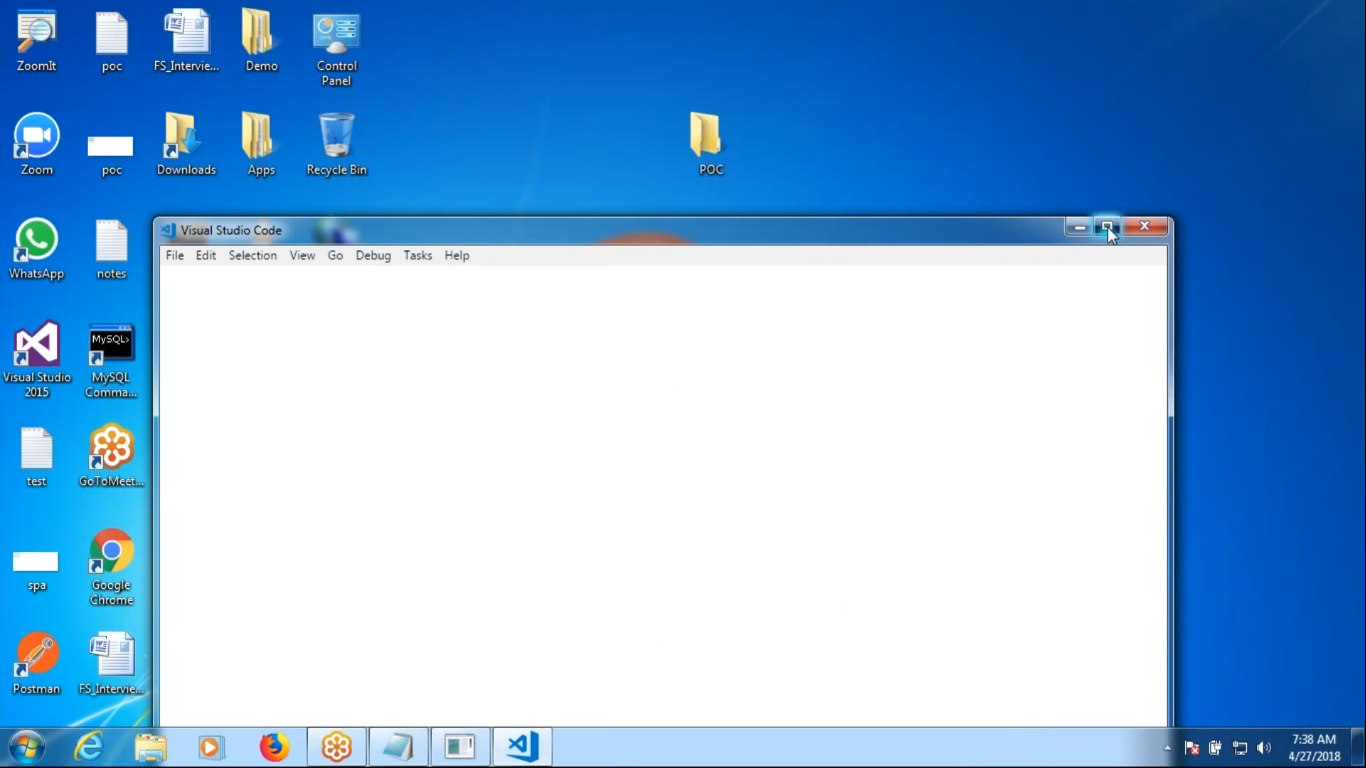 ZoomIt
poc
FS_Intervie...
Demo
Control
Panel
Zoom
poc
Downloads
Apps
Recycle Bin
POC
WhatsApp
notes
Visual Studio Code
File Edit Selection View Go Debug Tasks Help
Visual Studio
2015
MySQL>
MySQL
Comma...
test
GoToMeet...
spa
Google
Chrome
Postman
FS_Intervie...
7:38 AM
4/27/2018